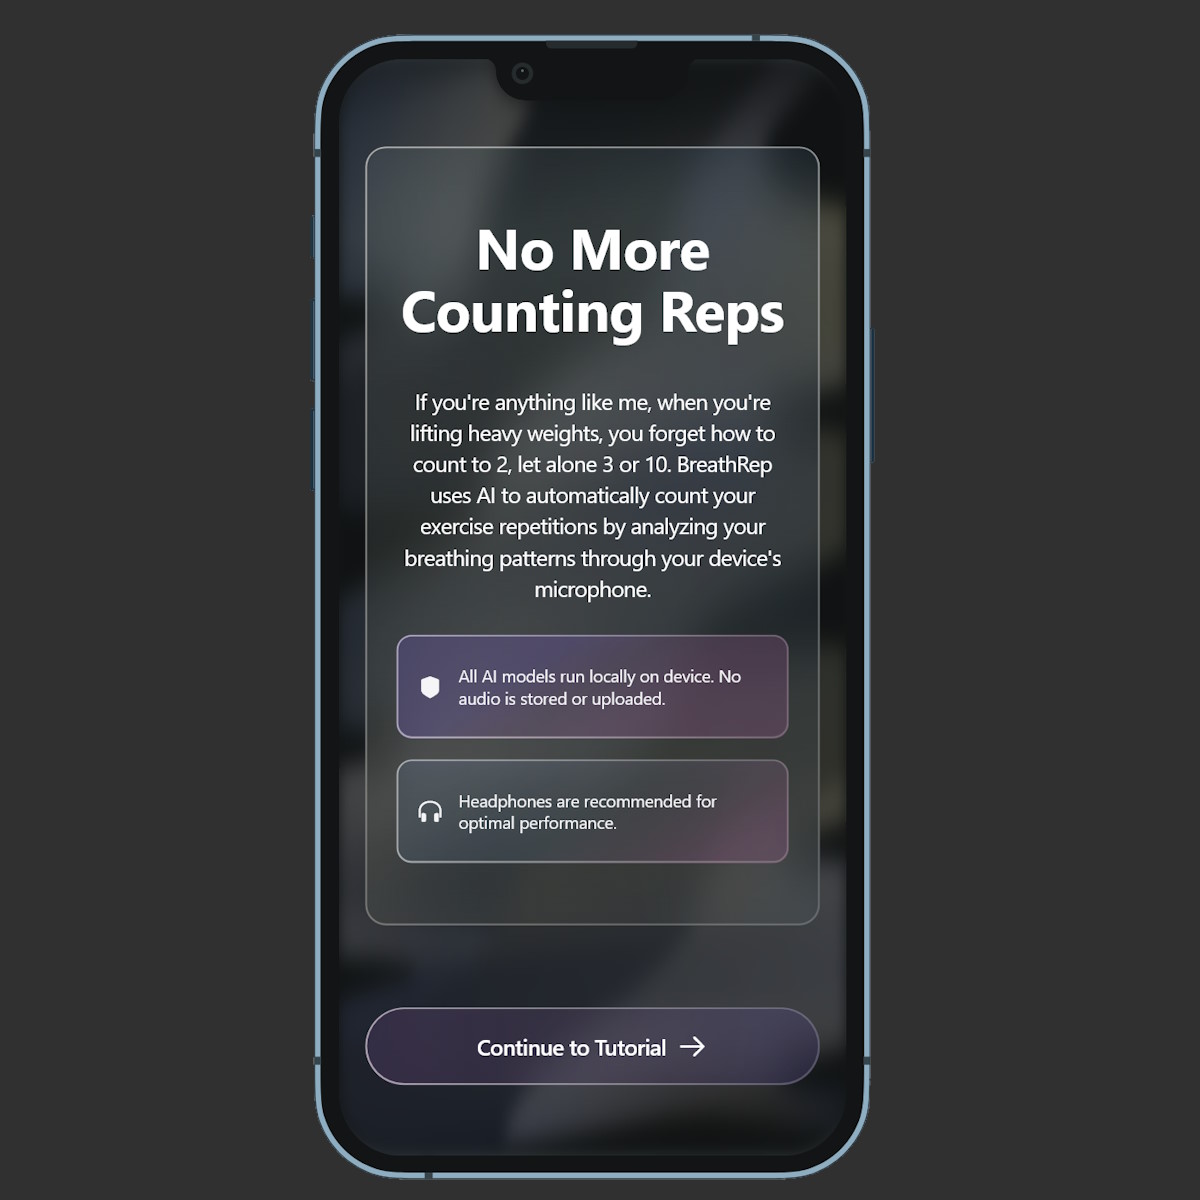 No More
Counting Reps
If you're anything like me, when you're
lifting heavy weights, you forget how to
count to 2, let alone 3 or 10. BreathRep
uses AI to automatically count your
exercise repetitions by analyzing your
breathing patterns through your device's
microphone.
All AI models run locally on device. No
audio is stored or uploaded.
Headphones are recommended for
optimal performance.
Continue to Tutorial